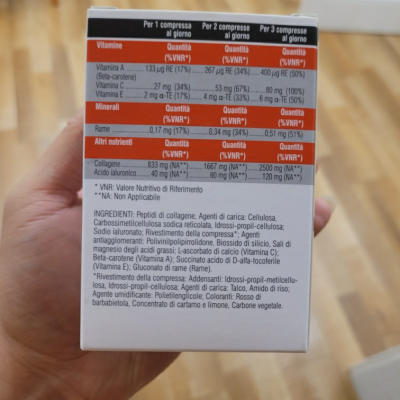 Per 1 compressa al giorno Per 2 compresse al giorno Per 3 compresse al giorno
Vitamine Quantità (%VNR*) Quantità (%VNR*) Quantità (%VNR*)
Vitamina A (Beta-carotene) 133 µg RE (17%) 267 µg RE (34%) 400 µg RE (50%)
Vitamina C 27 mg (34%) 53 mg (67%) 80 mg (100%)
Vitamina E 2 mg α-TE (17%) 4 mg α-TE (33%) 6 mg α-TE (50%)
Minerali Quantità (%VNR*) Quantità (%VNR*) Quantità (%VNR*)
Rame 0,17 mg (17%) 0,34 mg (34%) 0,51 mg (51%)
Altri nutrienti Quantità (%VNR*) Quantità (%VNR*) Quantità (%VNR*)
Collagene 833 mg (NA**) 1667 mg (NA**) 2500 mg (NA**)
Acido ialuronico 40 mg (NA**) 80 mg (NA**) 120 mg (NA**)
* VNR: Valore Nutritivo di Riferimento
**NA: Non Applicabile
INGREDIENTI: Peptidi di collagene, Agenti di carica: Cellulosa,
Carbossimetilcellulosa sodica reticolata, Idrossi-propil-cellulosa;
Sodio ialuronato; Rivestimento della compressa*; Agenti
antiagglomeranti: Polivinilpolipirrolidone, Biossido di silicio, Sali di
magnesio degli acidi grassi; L-ascorbato di calcio (Vitamina C);
Beta-carotene (Vitamina A); Succinato acido di D-alfa-tocoferile
(Vitamina E); Gluconato di rame (Rame).
*Rivestimento della compressa: Addensanti: Idrossi-propil-metilcellu-
losa, Idrossi-propil-cellulosa; Agenti di carica: Talco, Amido di riso;
Agente umidificante: Polietilenglicole; Coloranti: Rosso di
barbabietola, Concentrato di cartamo e limone, Carbone vegetale.